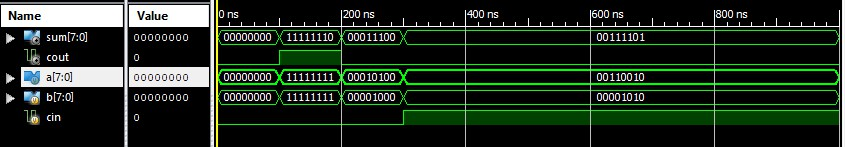 Name Value 0 ns 200 ns 400 ns 600 ns 800 ns
sum[7:0] 00000000 00000000 11111110 00011100 00111101
cout 0
a[7:0] 00000000 00000000 11111111 00010100 00110010
b[7:0] 00000000 00000000 11111111 00001000 00001010
cin 0